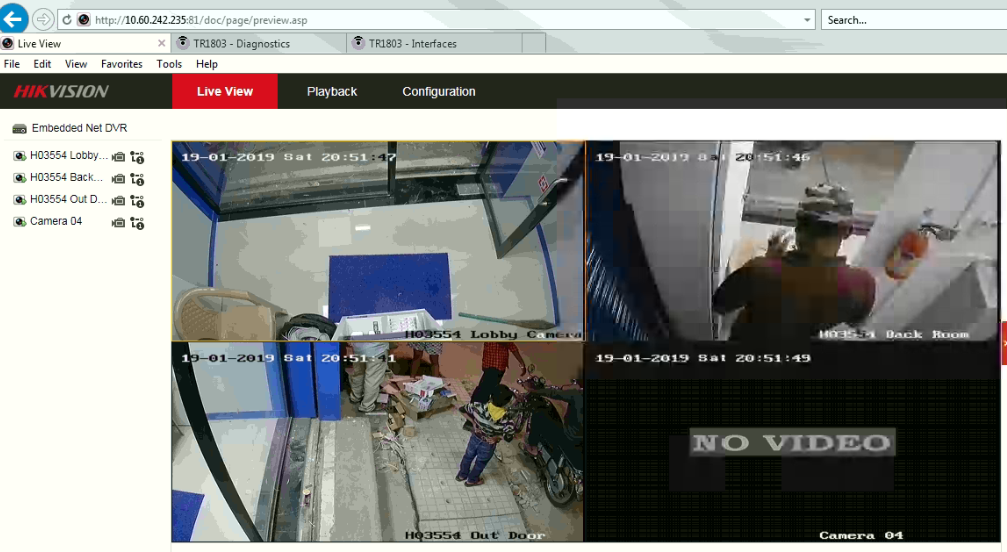 http://10.60.242.235:81/doc/page/preview.asp
Search...
Live View
TR1803 - Diagnostics
TR1803 - Interfaces
File Edit View Favorites Tools Help
HIKVISION
Live View
Playback
Configuration
Embedded Net DVR
H03554 Lobby...
H03554 Back...
H03554 Out D...
Camera 04
19-01-2019 Sat 20:51:47
H03554 Lobby Camera
19-01-2019 Sat 20:51:46
H03554 Back Room
19-01-2019 Sat 20:51:41
H03554 Out Door
19-01-2019 Sat 20:51:49
NO VIDEO
Camera 04